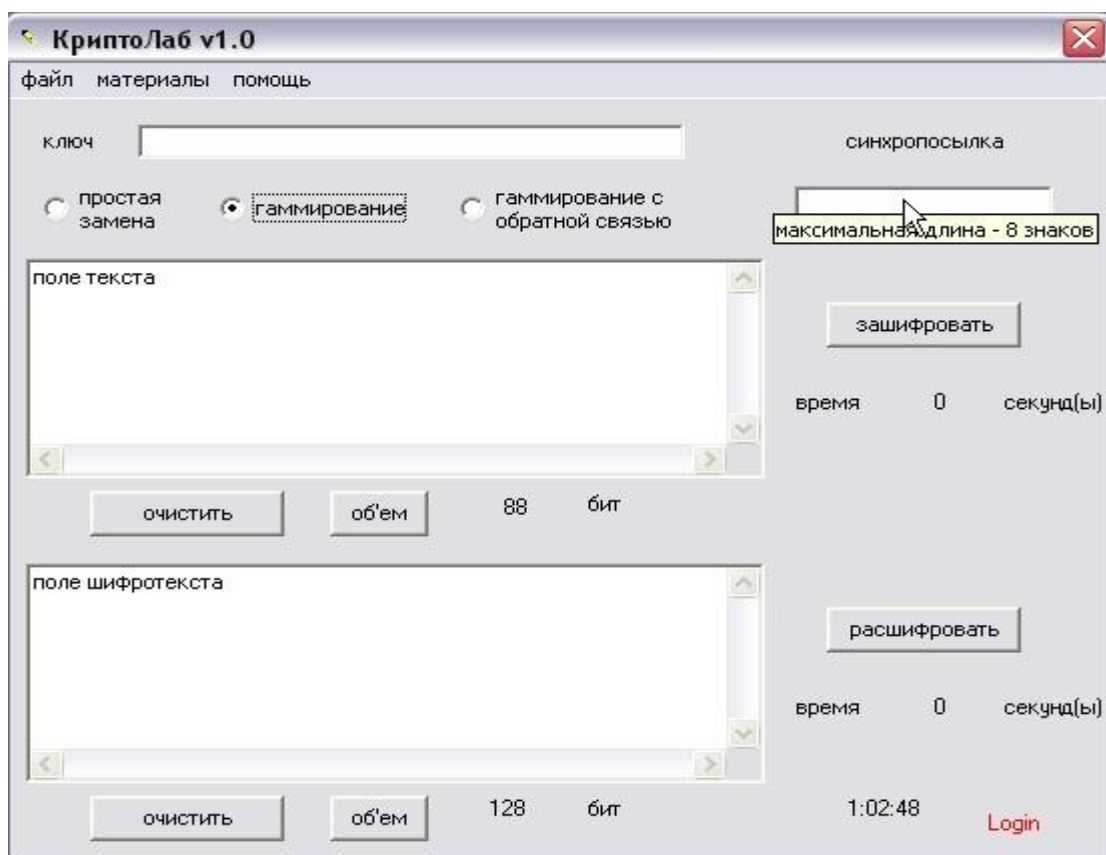 КриптоЛаб v1.0
файл материалы помощь
ключ
синхропосылка
простая
замена
гаммирование
гаммирование с
обратной связью
максимальная длина - 8 знаков
поле текста
зашифровать
время 0 секунд(ы)
очистить об'ем 88 бит
поле шифротекста
расшифровать
время 0 секунд(ы)
очистить об'ем 128 бит
1:02:48 Login